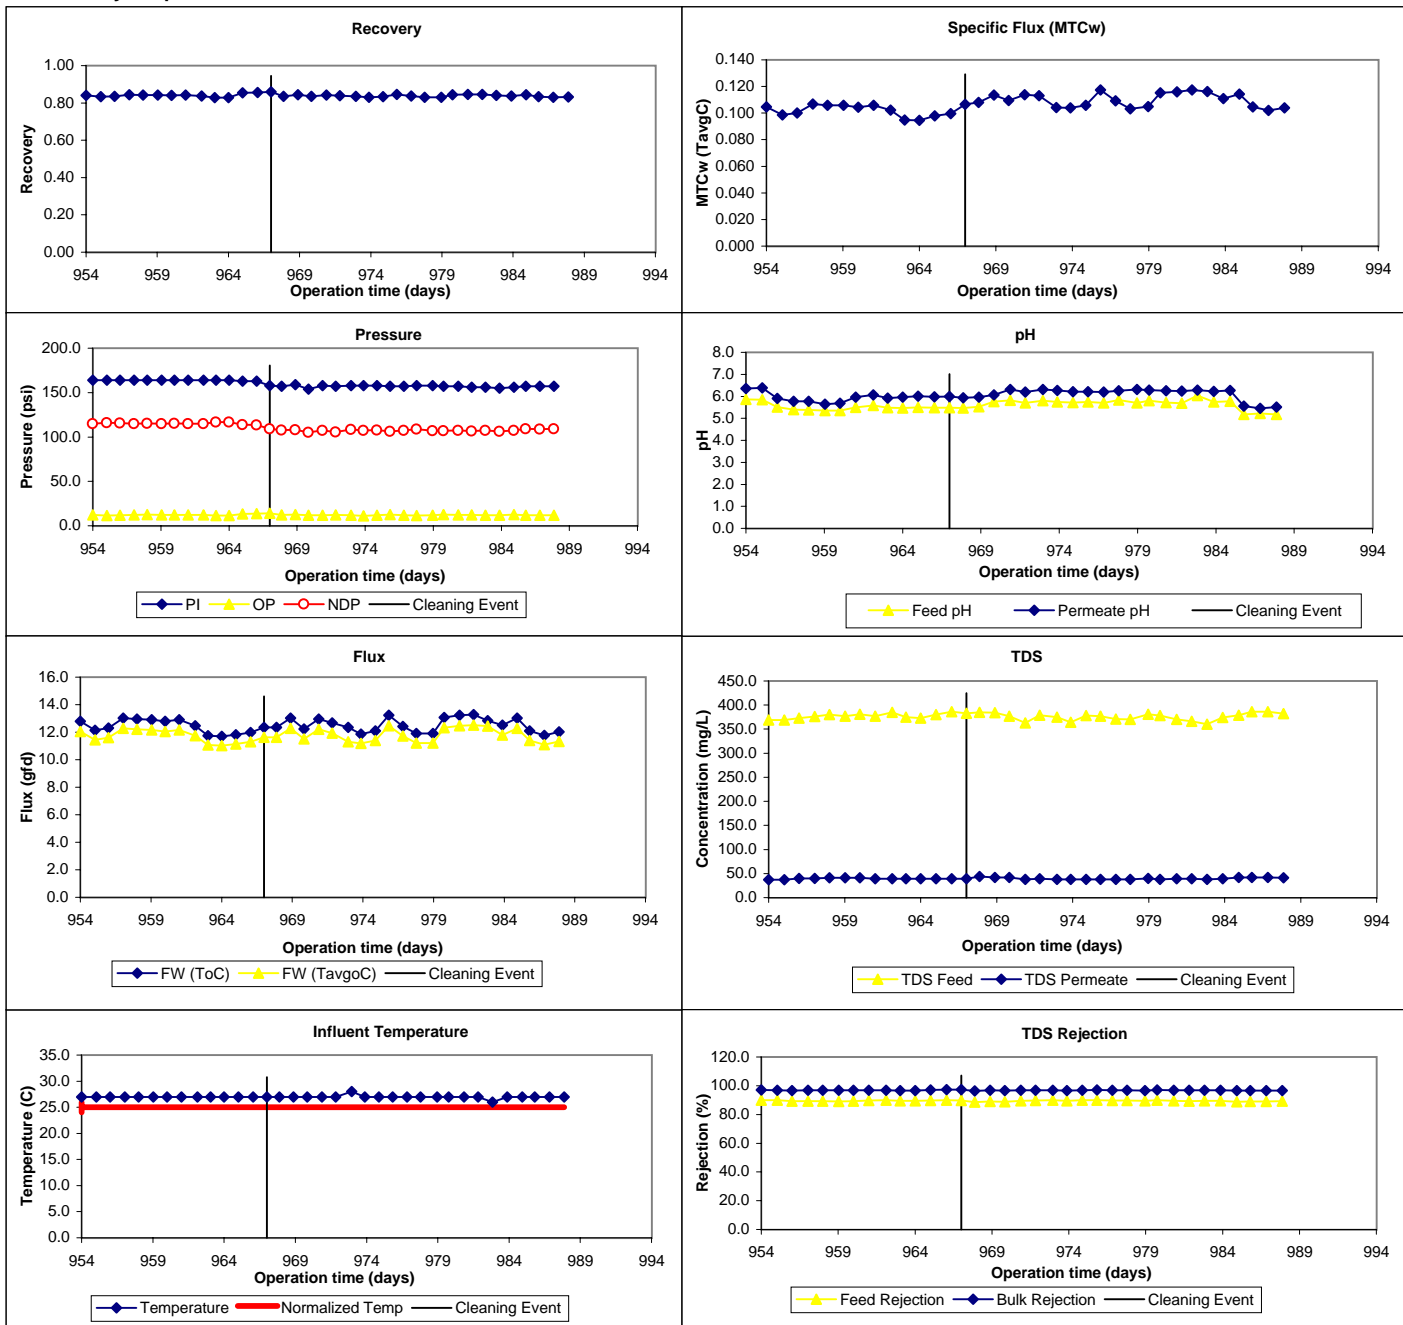 Recovery
1.00
0.80
0.60
0.40
0.20
0.00
Recovery
954 959 964 969 974 979 984 989 994
Operation time (days)
Specific Flux (MTCw)
0.140
0.120
0.100
0.080
0.060
0.040
0.020
0.000
MTCw (TavgC)
954 959 964 969 974 979 984 989 994
Operation time (days)
Pressure
200.0
150.0
100.0
50.0
0.0
Pressure (psi)
954 959 964 969 974 979 984 989 994
Operation time (days)
PI OP NDP Cleaning Event
pH
8.0
7.0
6.0
5.0
4.0
3.0
2.0
1.0
0.0
pH
954 959 964 969 974 979 984 989 994
Operation time (days)
Feed pH Permeate pH Cleaning Event
Flux
16.0
14.0
12.0
10.0
8.0
6.0
4.0
2.0
0.0
Flux (gfd)
954 959 964 969 974 979 984 989 994
Operation time (days)
FW (ToC) FW (TavgoC) Cleaning Event
TDS
450.0
400.0
350.0
300.0
250.0
200.0
150.0
100.0
50.0
0.0
Concentration (mg/L)
954 959 964 969 974 979 984 989 994
Operation time (days)
TDS Feed TDS Permeate Cleaning Event
Influent Temperature
35.0
30.0
25.0
20.0
15.0
10.0
5.0
0.0
Temperature (C)
954 959 964 969 974 979 984 989 994
Operation time (days)
Temperature Normalized Temp Cleaning Event
TDS Rejection
120.0
100.0
80.0
60.0
40.0
20.0
0.0
Rejection (%)
954 959 964 969 974 979 984 989 994
Operation time (days)
Feed Rejection Bulk Rejection Cleaning Event